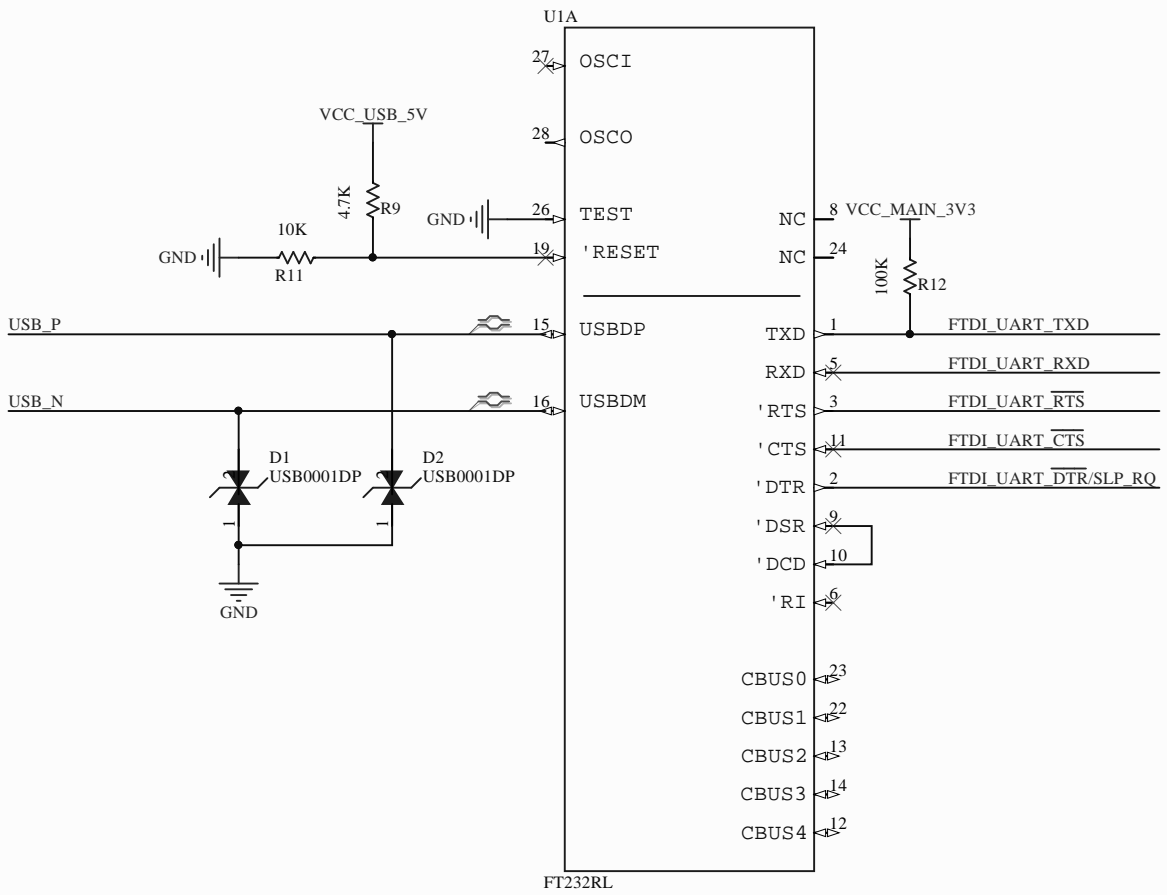 U1A
27
OSCI
VCC_USB_5V
28
OSCO
4.7K
R9
GND
26
TEST
NC
8
VCC_MAIN_3V3
10K
GND
R11
19
'RESET
NC
24
100K
R12
USB_P
15
USBDP
TXD
1
FTDI_UART_TXD
RXD
5
FTDI_UART_RXD
USB_N
16
USBDM
'RTS
3
FTDI_UART_RTS
'CTS
11
FTDI_UART_CTS
D1
USB0001DP
D2
USB0001DP
'DTR
2
FTDI_UART_DTR/SLP_RQ
1
1
'DSR
9
'DCD
10
GND
'RI
6
CBUS0
23
CBUS1
22
CBUS2
13
CBUS3
14
CBUS4
12
FT232RL